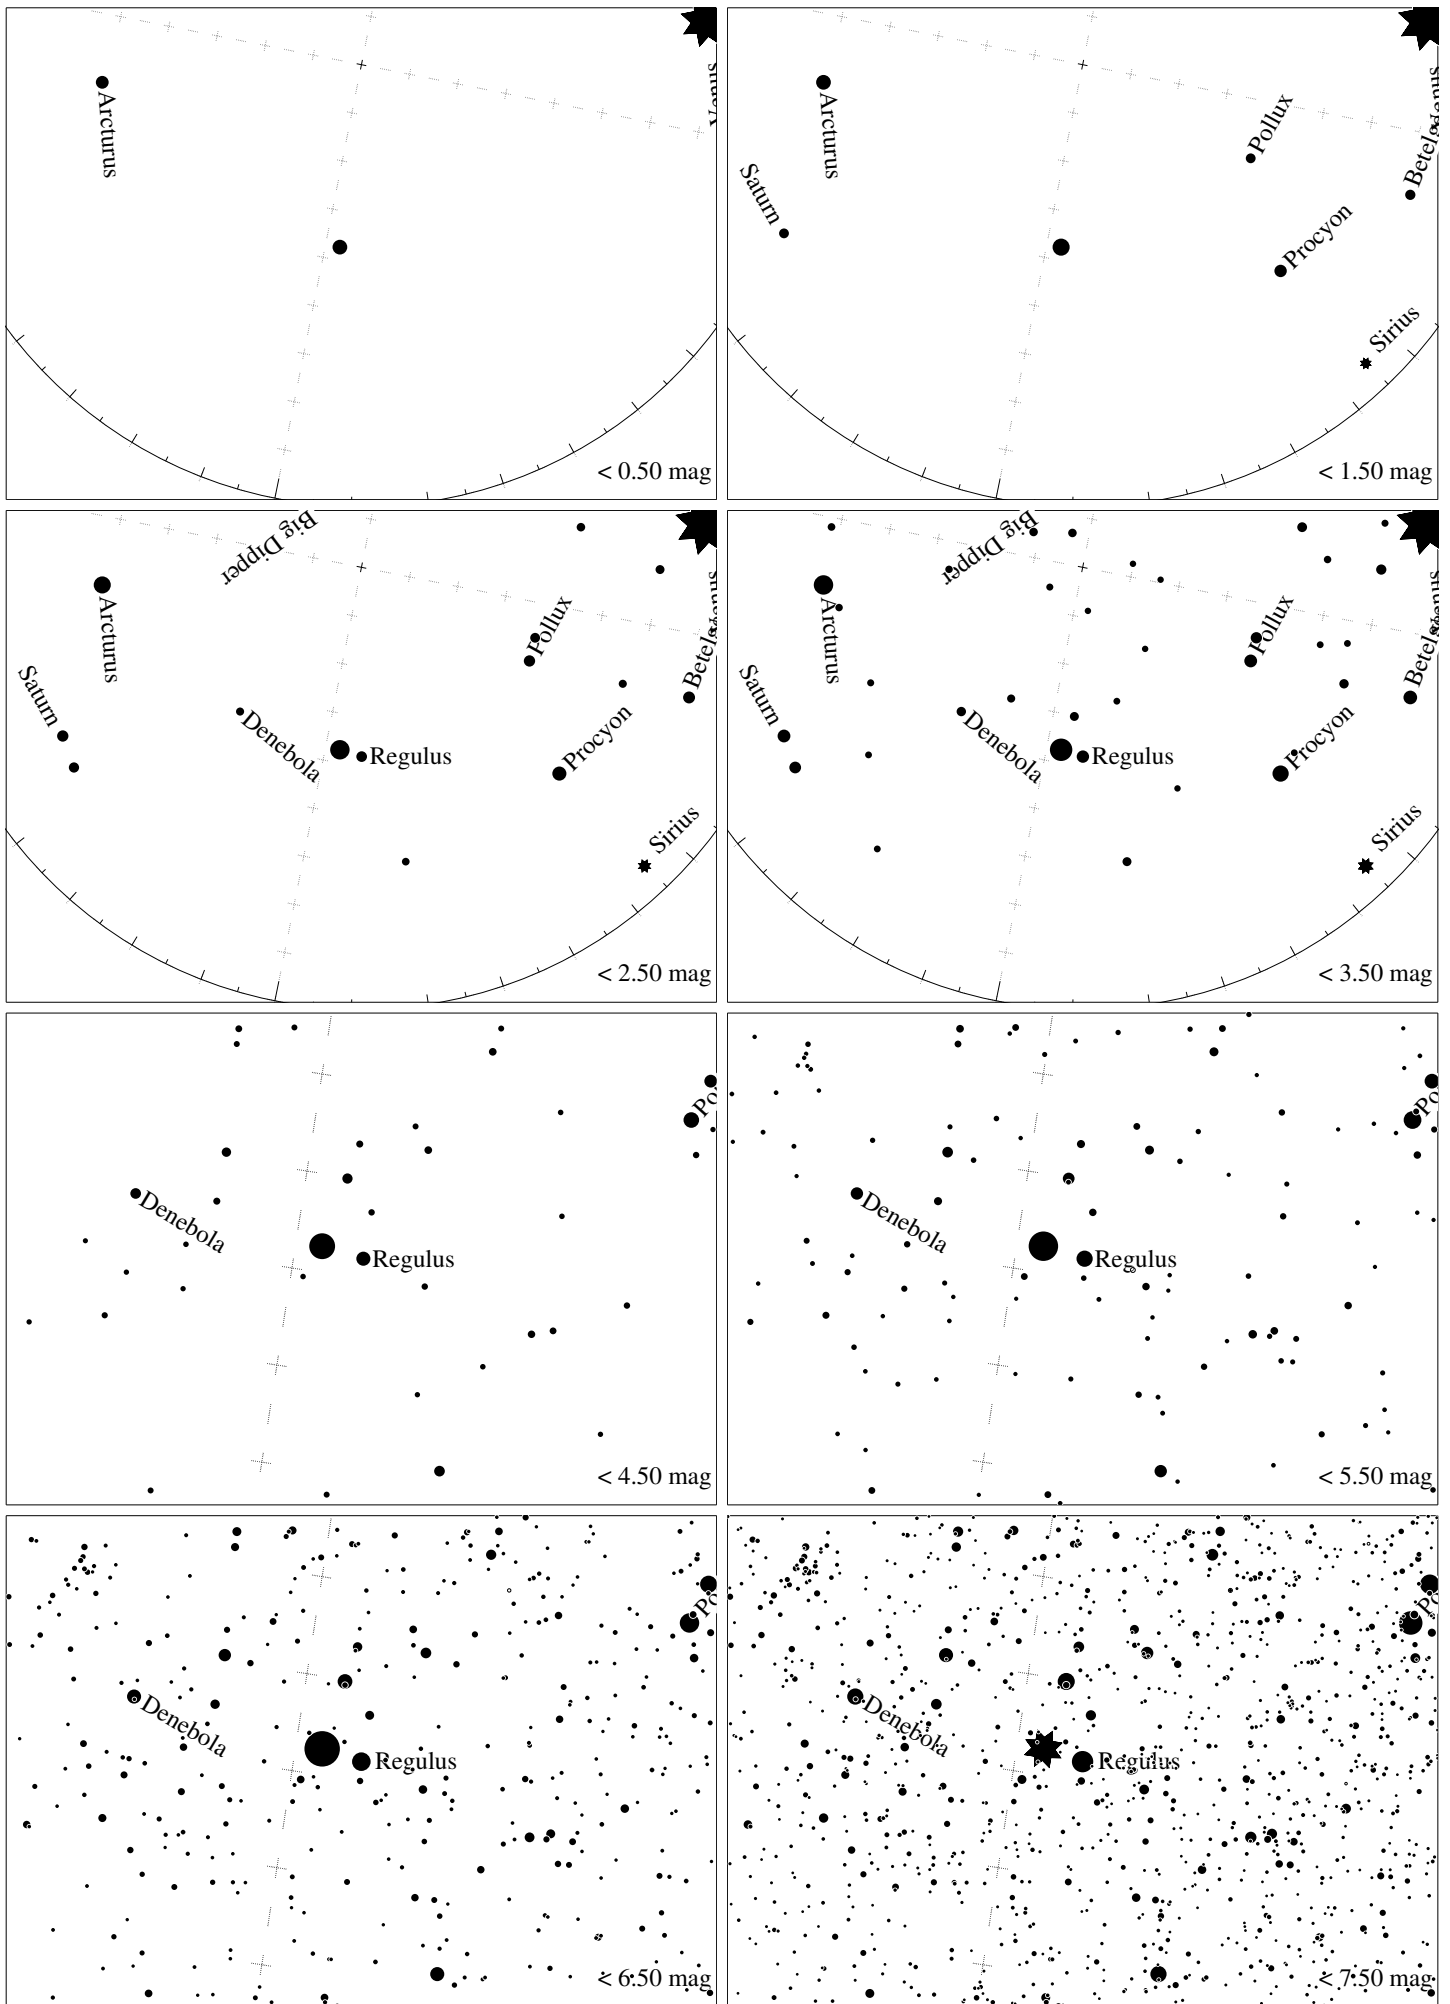 Arcturus
Venus
< 0.50 mag
Arcturus
Pollux
Saturn
Procyon
Sirius
< 1.50 mag
Big Dipper
Arcturus
Pollux
Saturn
Denebola
Regulus
Procyon
Sirius
< 2.50 mag
Big Dipper
Arcturus
Pollux
Saturn
Denebola
Regulus
Procyon
Sirius
< 3.50 mag
Denebola
Regulus
< 4.50 mag
Denebola
Regulus
< 5.50 mag
Denebola
Regulus
< 6.50 mag
Denebola
Regulus
< 7.50 mag